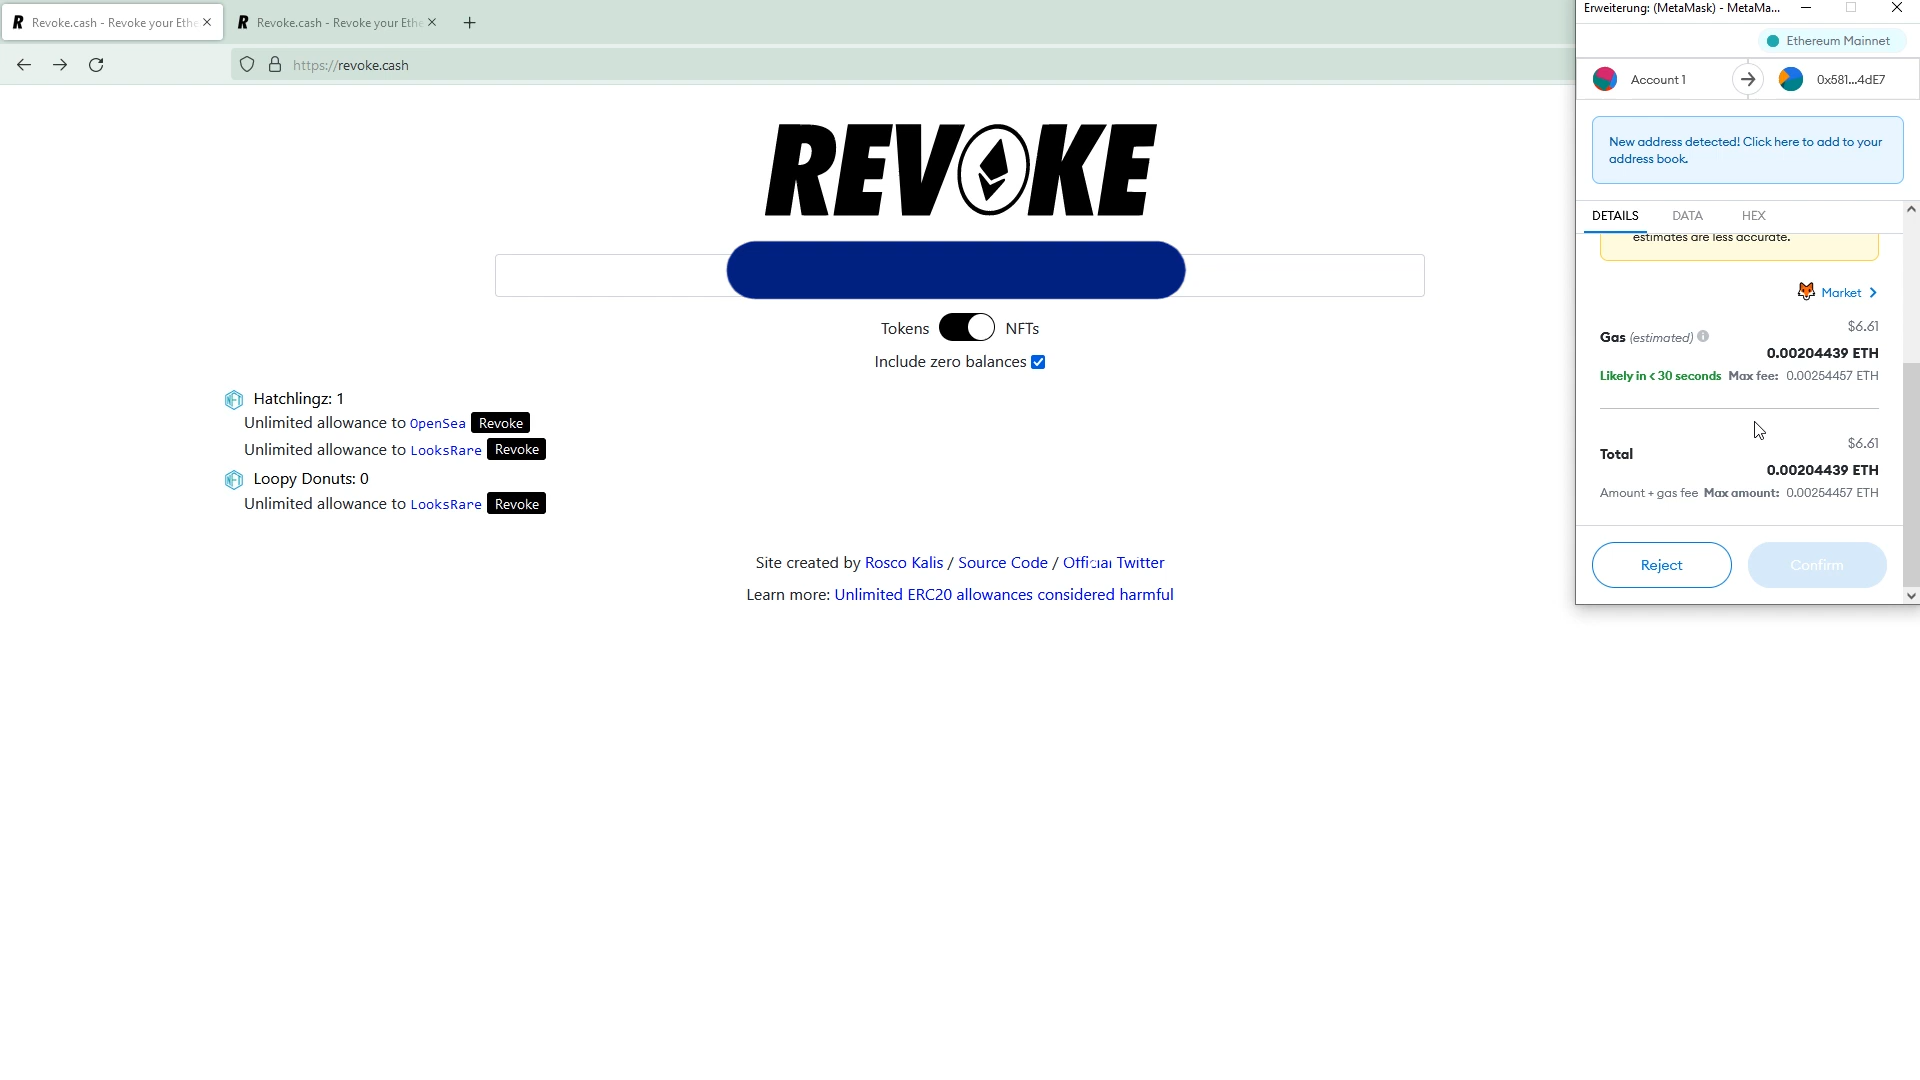 Revoke.cash - Revoke your Ethe
Revoke.cash - Revoke your Ethe
https://revoke.cash
REVOKE
Tokens NFTs
Include zero balances
Hatchlingz: 1
Unlimited allowance to OpenSea Revoke
Unlimited allowance to LooksRare Revoke
Loopy Donuts: 0
Unlimited allowance to LooksRare Revoke
Site created by Rosco Kalis / Source Code / Official Twitter
Learn more: Unlimited ERC20 allowances considered harmful
Erweiterung: (MetaMask) - MetaMa...
Ethereum Mainnet
Account 1 0x581...4dE7
New address detected! Click here to add to your
address book.
DETAILS DATA HEX
estimates are less accurate.
Market
$6.61
Gas (estimated)
0.00204439 ETH
Likely in < 30 seconds Max fee: 0.00254457 ETH
$6.61
Total
0.00204439 ETH
Amount + gas fee Max amount: 0.00254457 ETH
Reject Confirm